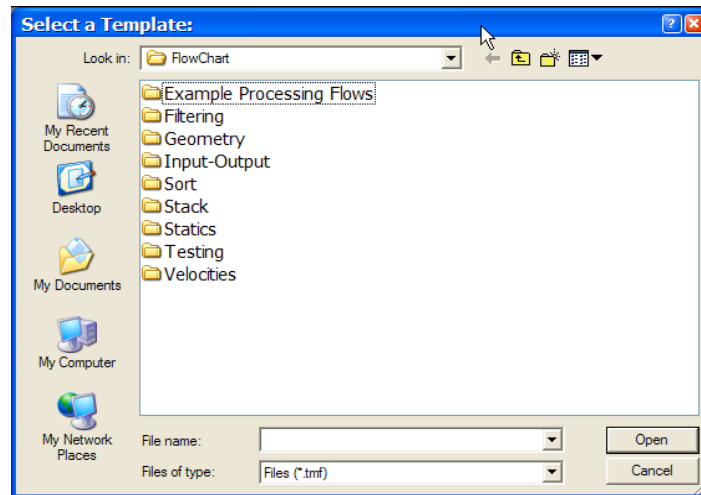 Select a Template:
Look in:
FlowChart
My Recent
Documents
Desktop
My Documents
My Computer
My Network
Places
Example Processing Flows
Filtering
Geometry
Input-Output
Sort
Stack
Statics
Testing
Velocities
File name:
Open
Files of type:
Files (*.tmf)
Cancel